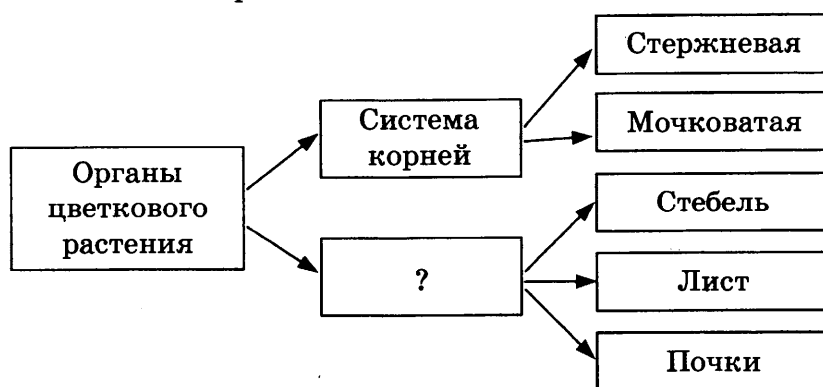 Органы
цветкового
растения
Система
корней
?
Стержневая
Мочковатая
Стебель
Лист
Почки